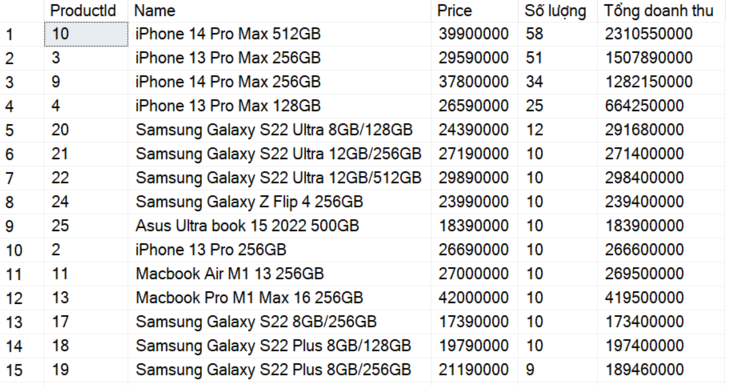 ProductId Name Price Số lượng Tổng doanh thu
1 10 iPhone 14 Pro Max 512GB 39900000 58 2310550000
2 3 iPhone 13 Pro Max 256GB 29590000 51 1507890000
3 9 iPhone 14 Pro Max 256GB 37800000 34 1282150000
4 4 iPhone 13 Pro Max 128GB 26590000 25 664250000
5 20 Samsung Galaxy S22 Ultra 8GB/128GB 24390000 12 291680000
6 21 Samsung Galaxy S22 Ultra 12GB/256GB 27190000 10 271400000
7 22 Samsung Galaxy S22 Ultra 12GB/512GB 29890000 10 298400000
8 24 Samsung Galaxy Z Flip 4 256GB 23990000 10 239400000
9 25 Asus Ultra book 15 2022 500GB 18390000 10 183900000
10 2 iPhone 13 Pro 256GB 26690000 10 266600000
11 11 Macbook Air M1 13 256GB 27000000 10 269500000
12 13 Macbook Pro M1 Max 16 256GB 42000000 10 419500000
13 17 Samsung Galaxy S22 8GB/256GB 17390000 10 173400000
14 18 Samsung Galaxy S22 Plus 8GB/128GB 19790000 10 197400000
15 19 Samsung Galaxy S22 Plus 8GB/256GB 21190000 9 189460000